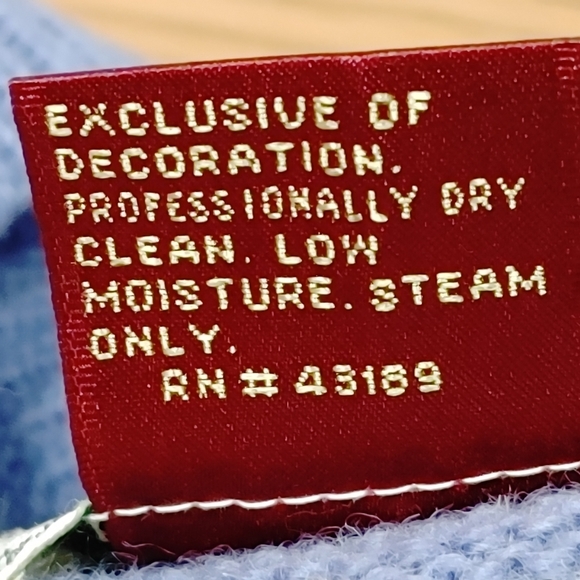 EXCLUSIVE OF
DECORATION.
PROFESSIONALLY DRY
CLEAN. LOW
MOISTURE. STEAM
ONLY.
RN # 43169